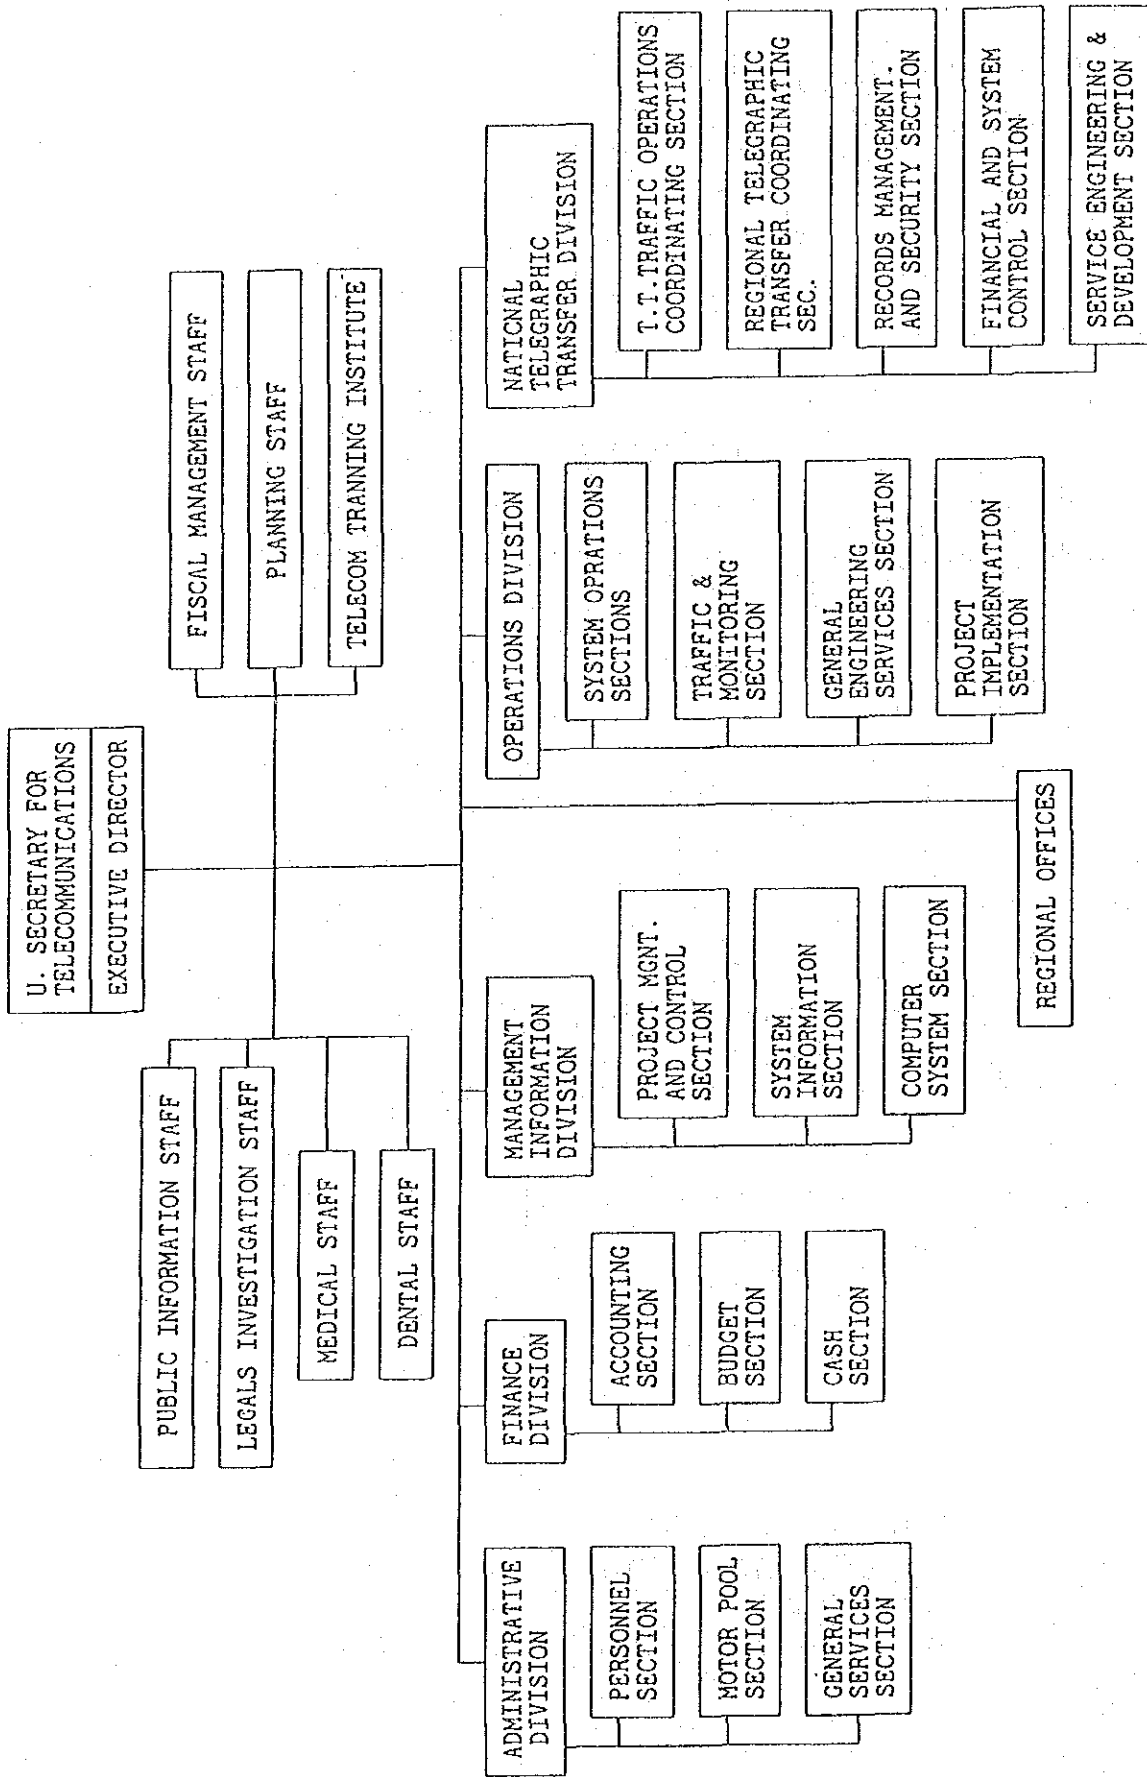 U. SECRETARY FOR
TELECOMMUNICATIONS
EXECUTIVE DIRECTOR
PUBLIC INFORMATION STAFF
LEGALS INVESTIGATION STAFF
MEDICAL STAFF
DENTAL STAFF
FISCAL MANAGEMENT STAFF
PLANNING STAFF
TELECOM TRANNING INSTITUTE
ADMINISTRATIVE
DIVISION
PERSONNEL
SECTION
MOTOR POOL
SECTION
GENERAL
SERVICES
SECTION
FINANCE
DIVISION
ACCOUNTING
SECTION
BUDGET
SECTION
CASH
SECTION
MANAGEMENT
INFORMATION
DIVISION
PROJECT MGNT.
AND CONTROL
SECTION
SYSTEM
INFORMATION
SECTION
COMPUTER
SYSTEM SECTION
REGIONAL OFFICES
OPERATIONS DIVISION
SYSTEM OPRATIONS
SECTIONS
TRAFFIC &
MONITORING
SECTION
GENERAL
ENGINEERING
SERVICES SECTION
PROJECT
IMPLEMENTATION
SECTION
NATICNAL
TELEGRAPHIC
TRANSFER DIVISION
T.T.TRAFFIC OPERATIONS
COORDINATING SECTION
REGIONAL TELEGRAPHIC
TRANSFER COORDINATING
SEC.
RECORDS MANAGEMENT.
AND SECURITY SECTION
FINANCIAL AND SYSTEM
CONTROL SECTION
SERVICE ENGINEERING &
DEVELOPMENT SECTION